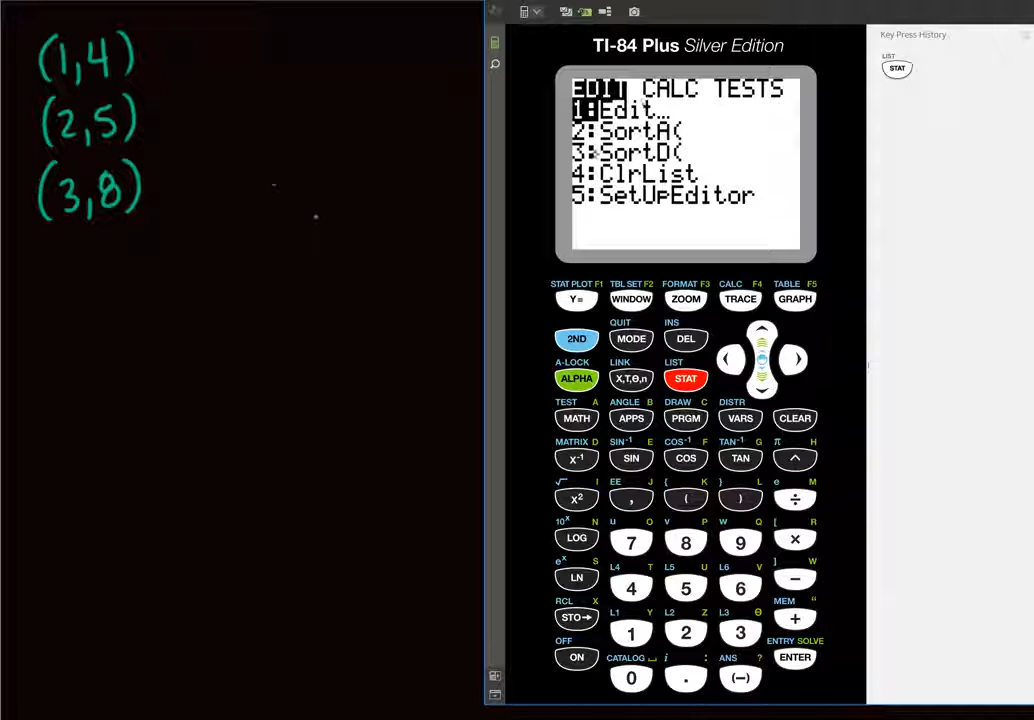 (1,4)
(2,5)
(3,8)
Key Press History
LIST
STAT
TI-84 Plus Silver Edition
EDIT CALC TESTS
1:Edit…
2:SortA(
3:SortD(
4:ClrList
5:SetUpEditor
STAT PLOT F1 TBL SET F2 FORMAT F3 CALC F4 TABLE F5
Y= WINDOW ZOOM TRACE GRAPH
QUIT INS
2ND MODE DEL
A-LOCK LINK LIST
ALPHA X,T,Θ,n STAT
TEST A ANGLE B DRAW C DISTR
MATH APPS PRGM VARS CLEAR
MATRIX D SIN⁻¹ E COS⁻¹ F TAN⁻¹ G π H
X⁻¹ SIN COS TAN ^
√ I EE J { K } L e M
X² , ( ) ÷
10ˣ N u O v P w Q [ R
LOG 7 8 9 ×
eˣ S L4 T L5 U L6 V ] W
LN 4 5 6 −
RCL X L1 Y L2 Z L3 Θ MEM “
STO→ 1 2 3 +
OFF CATALOG ⎵ i : ANS ? ENTRY SOLVE
ON 0 . (−) ENTER